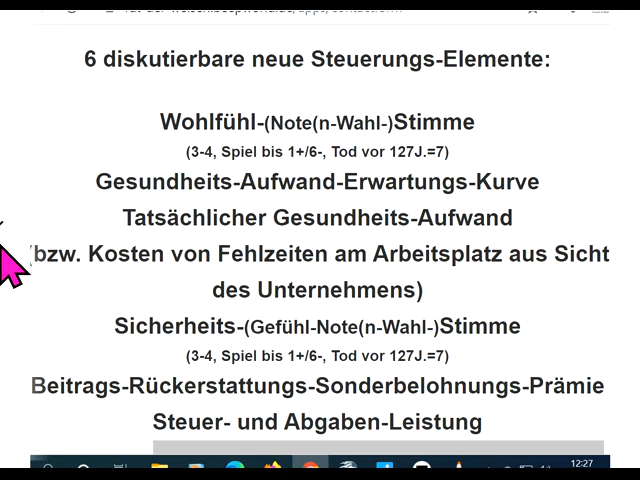 6 diskutierbare neue Steuerungs-Elemente:
Wohlfühl-(Note(n-Wahl-)Stimme
(3-4, Spiel bis 1+/6-, Tod vor 127J.=7)
Gesundheits-Aufwand-Erwartungs-Kurve
Tatsächlicher Gesundheits-Aufwand
(bzw. Kosten von Fehlzeiten am Arbeitsplatz aus Sicht
des Unternehmens)
Sicherheits-(Gefühl-Note(n-Wahl-)Stimme
(3-4, Spiel bis 1+/6-, Tod vor 127J.=7)
Beitrags-Rückerstattungs-Sonderbelohnungs-Prämie
Steuer- und Abgaben-Leistung
12:27